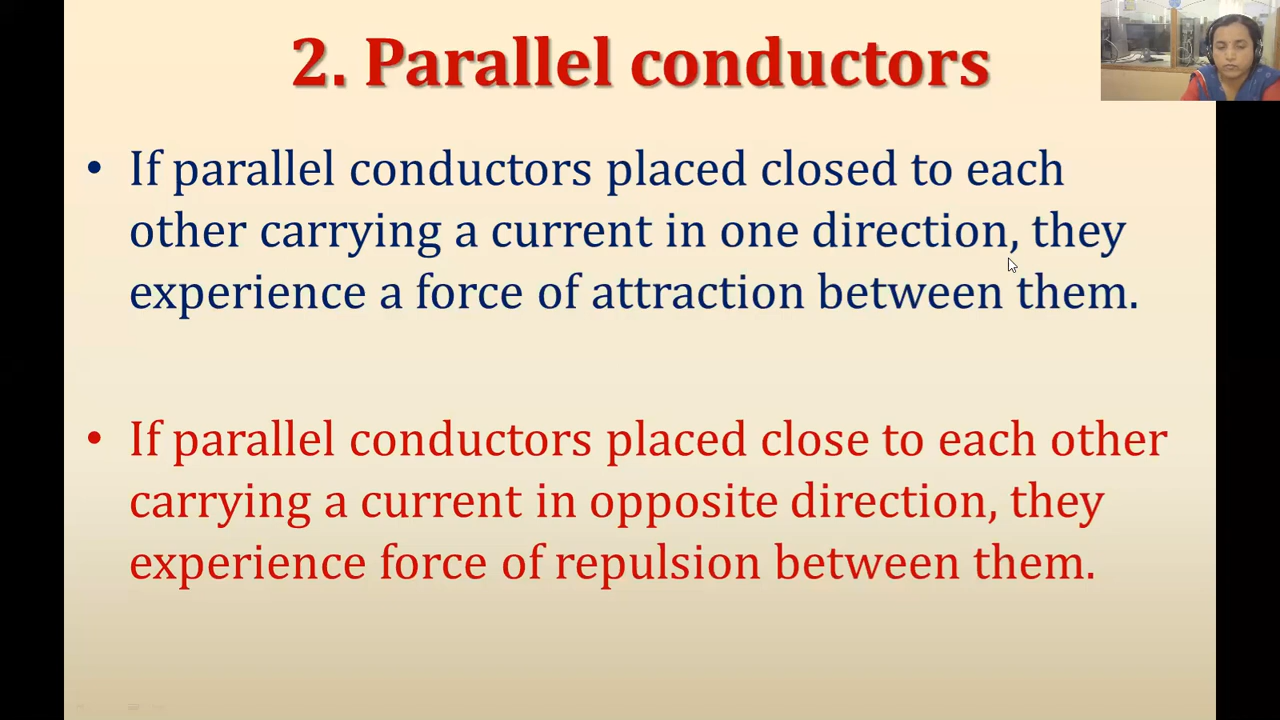 2. Parallel conductors
• If parallel conductors placed closed to each
other carrying a current in one direction, they
experience a force of attraction between them.
• If parallel conductors placed close to each other
carrying a current in opposite direction, they
experience force of repulsion between them.